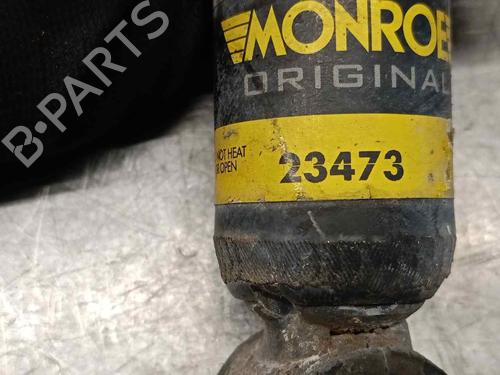 MONROE
ORIGINAL
NOT HEAT
OPEN
23473
B-PARTS